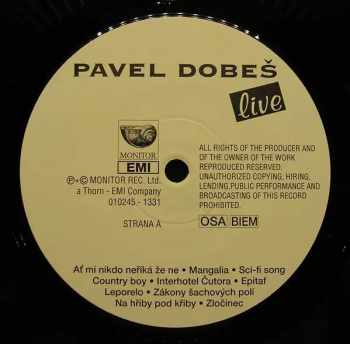 PAVEL DOBEŠ
live
MONITOR
EMI
℗+© MONITOR REC. Ltd.
a Thorn - EMI Company
010245 - 1331
STRANA A
ALL RIGHTS OF THE PRODUCER AND
OF THE OWNER OF THE WORK
REPRODUCED RESERVED.
UNAUTHORIZED COPYING, HIRING,
LENDING,PUBLIC PERFORMANCE AND
BROADCASTING OF THIS RECORD
PROHIBITED.
OSA BIEM
Ať mi nikdo neříká že ne • Mangalia • Sci-fi song
Country boy • Interhotel Čutora • Epitaf
Leporelo • Zákony šachových polí
Na hřiby pod křiby • Zločinec